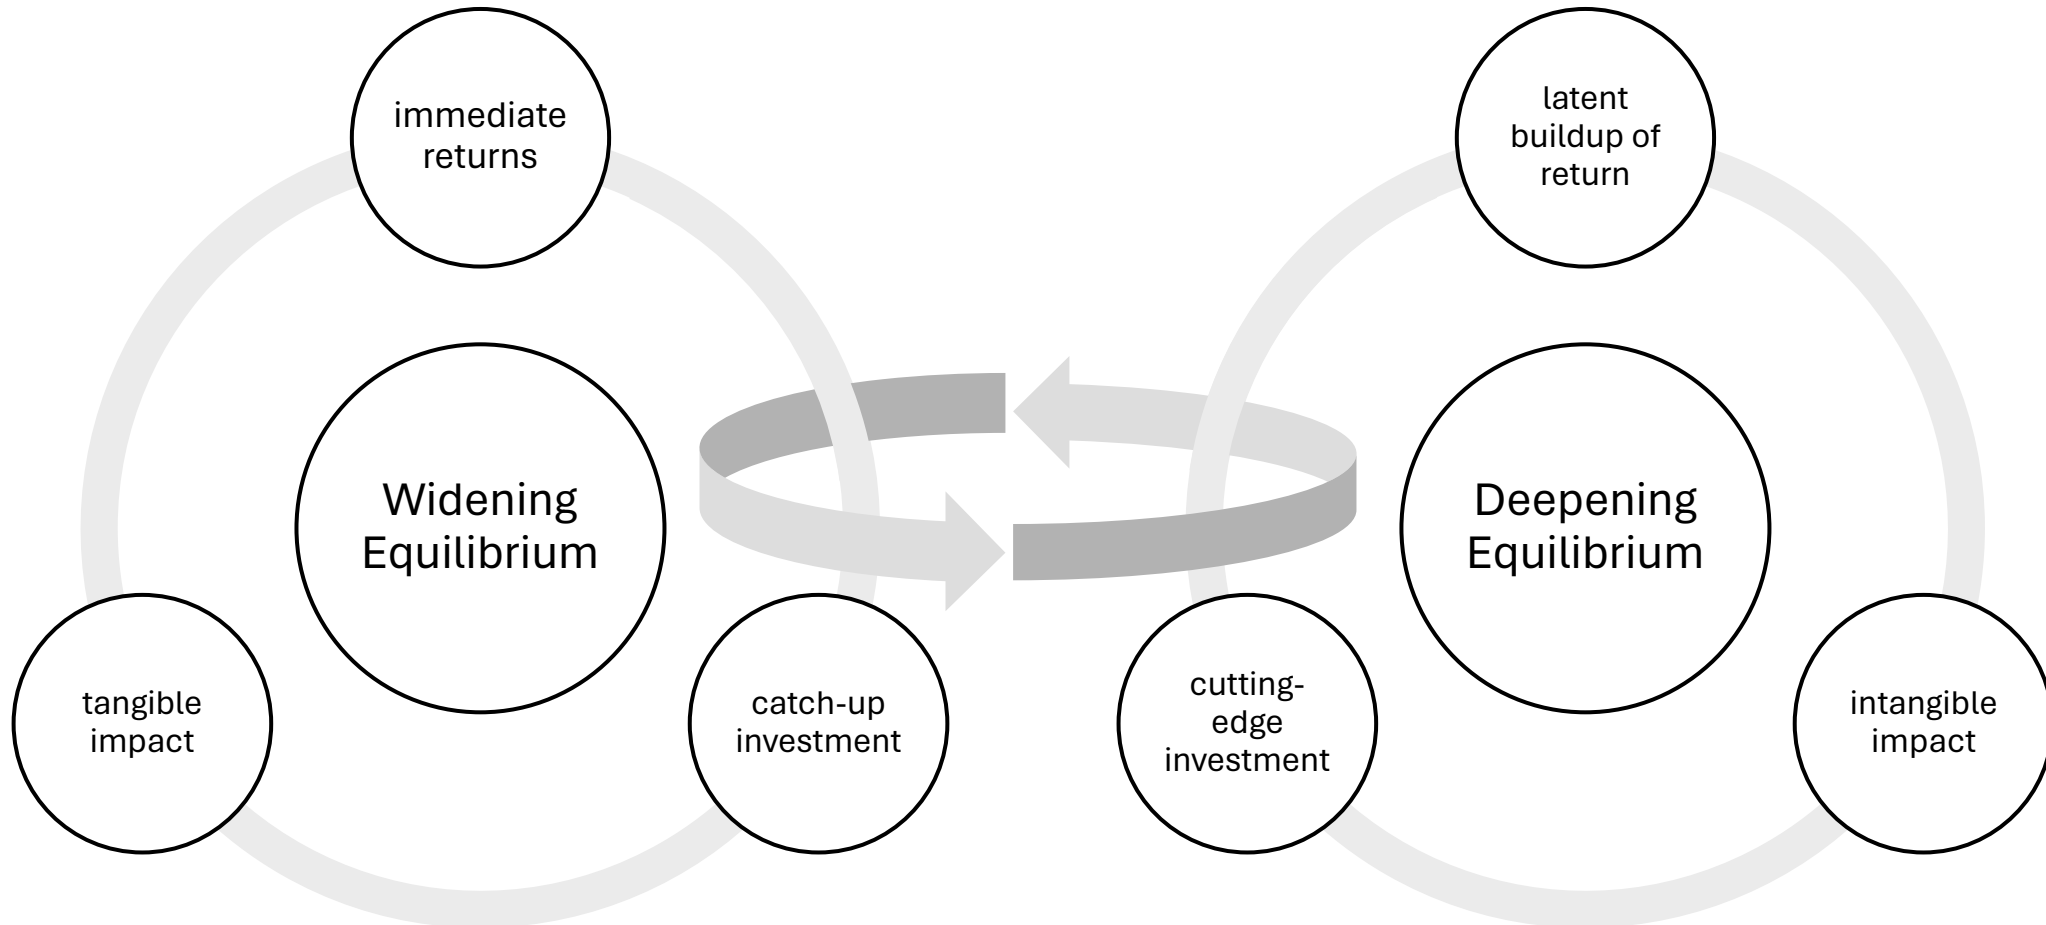 immediate
returns
Widening
Equilibrium
tangible
impact
catch-up
investment
latent
buildup of
return
Deepening
Equilibrium
cutting-
edge
investment
intangible
impact